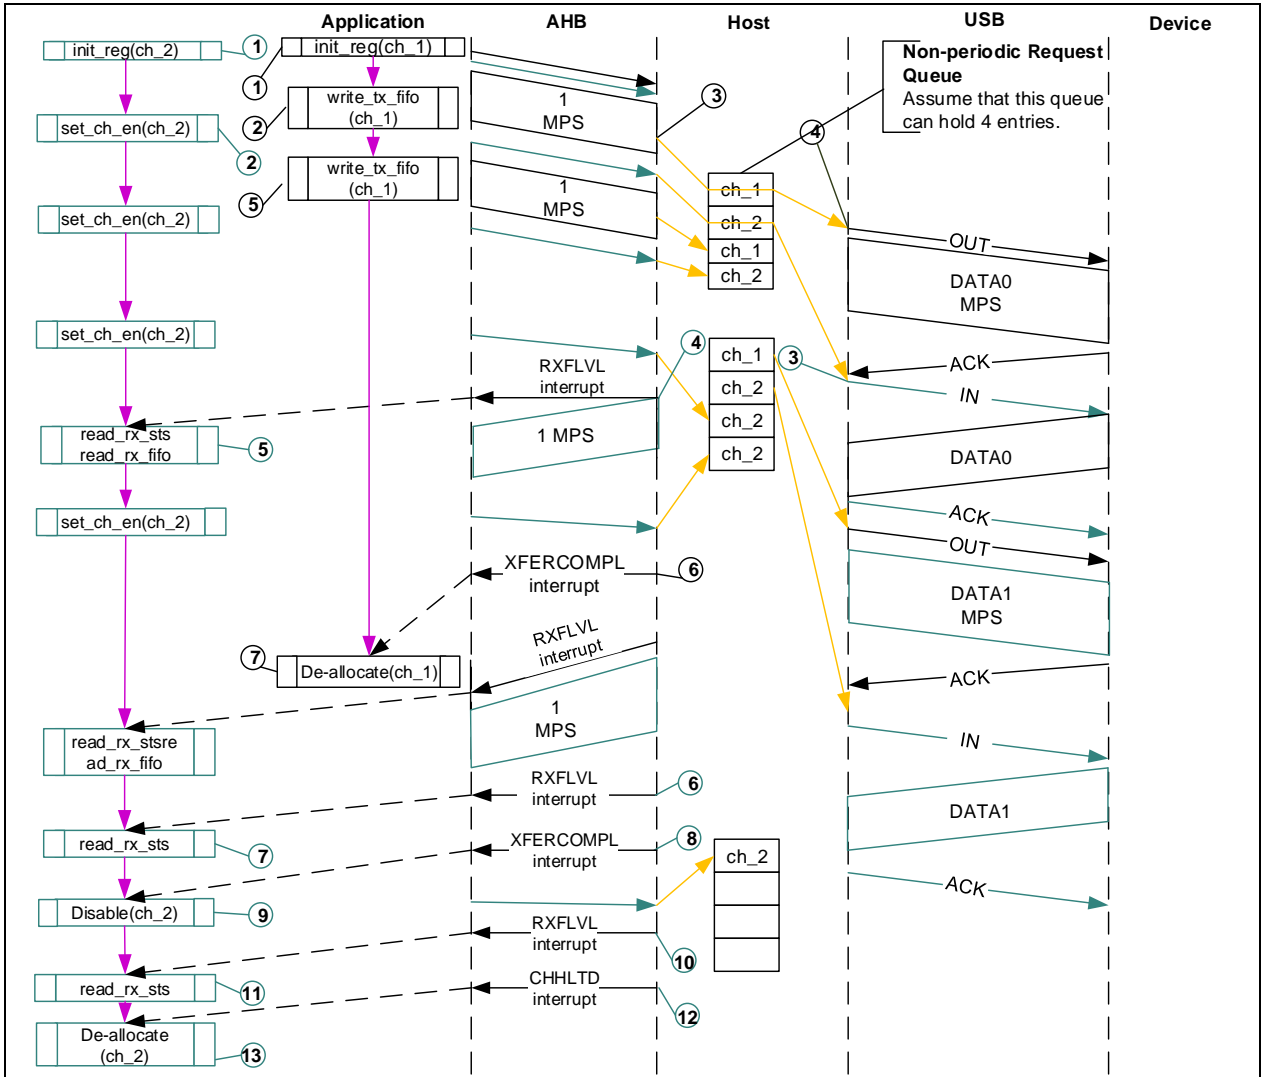 Application
AHB
Host
USB
Device
init_reg(ch_2)
1
init_reg(ch_1)
1
Non-periodic Request
Queue
Assume that this queue
can hold 4 entries.
write_tx_fifo
(ch_1)
2
1
MPS
3
4
set_ch_en(ch_2)
2
write_tx_fifo
(ch_1)
5
1
MPS
ch_1
ch_2
ch_1
ch_2
set_ch_en(ch_2)
OUT
DATA0
MPS
set_ch_en(ch_2)
RXFLVL
interrupt
4
ch_1
ch_2
ch_2
ch_2
3
ACK
IN
read_rx_sts
read_rx_fifo
5
1 MPS
DATA0
set_ch_en(ch_2)
ACK
OUT
XFERCOMPL
interrupt
6
DATA1
MPS
RXFLVL
interrupt
7
De-allocate(ch_1)
ACK
1
MPS
read_rx_stsre
ad_rx_fifo
IN
RXFLVL
interrupt
6
DATA1
read_rx_sts
7
XFERCOMPL
interrupt
8
ch_2
ACK
Disable(ch_2)
9
RXFLVL
interrupt
10
read_rx_sts
11
CHHLTD
interrupt
12
De-allocate
(ch_2)
13